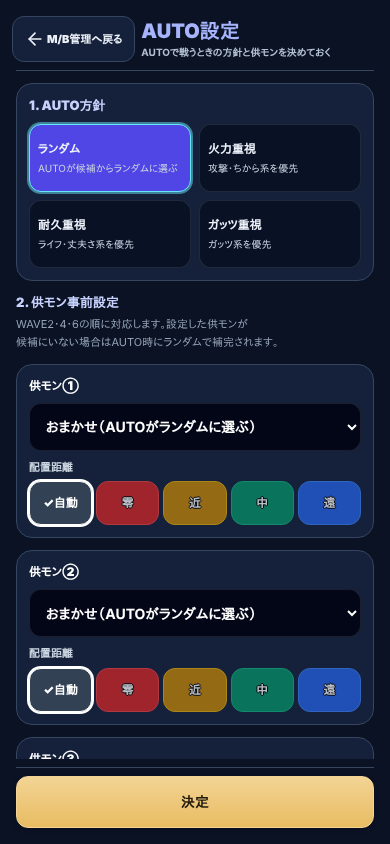 ← M/B管理へ戻る
AUTO設定
AUTOで戦うときの方針と供モンを決めておく
1. AUTO方針
ランダム
AUTOが候補からランダムに選ぶ
火力重視
攻撃・ちから系を優先
耐久重視
ライフ・丈夫さ系を優先
ガッツ重視
ガッツ系を優先
2. 供モン事前設定
WAVE2・4・6の順に対応します。設定した供モンが
候補にいない場合はAUTO時にランダムで補完されます。
供モン①
おまかせ（AUTOがランダムに選ぶ）
配置距離
✓自動
零
近
中
遠
供モン②
おまかせ（AUTOがランダムに選ぶ）
配置距離
✓自動
零
近
中
遠
供モン③
決定